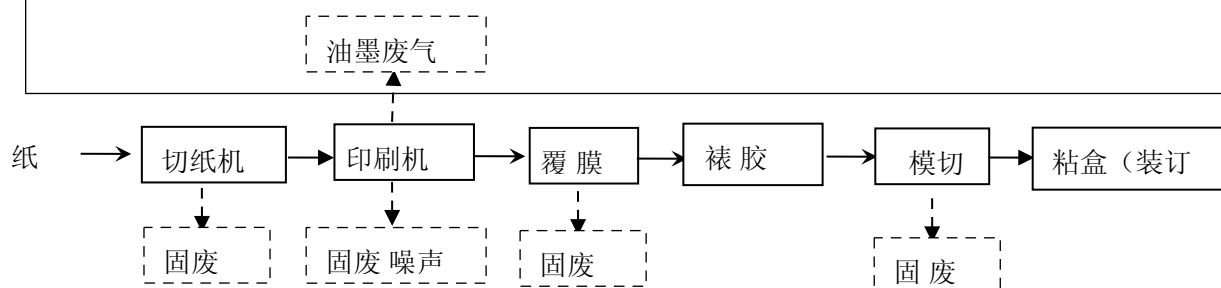 油墨废气
纸 切纸机 印刷机 覆 膜 裱 胶 模切 粘盒（装订
固废 固废 噪声 固废 固 废